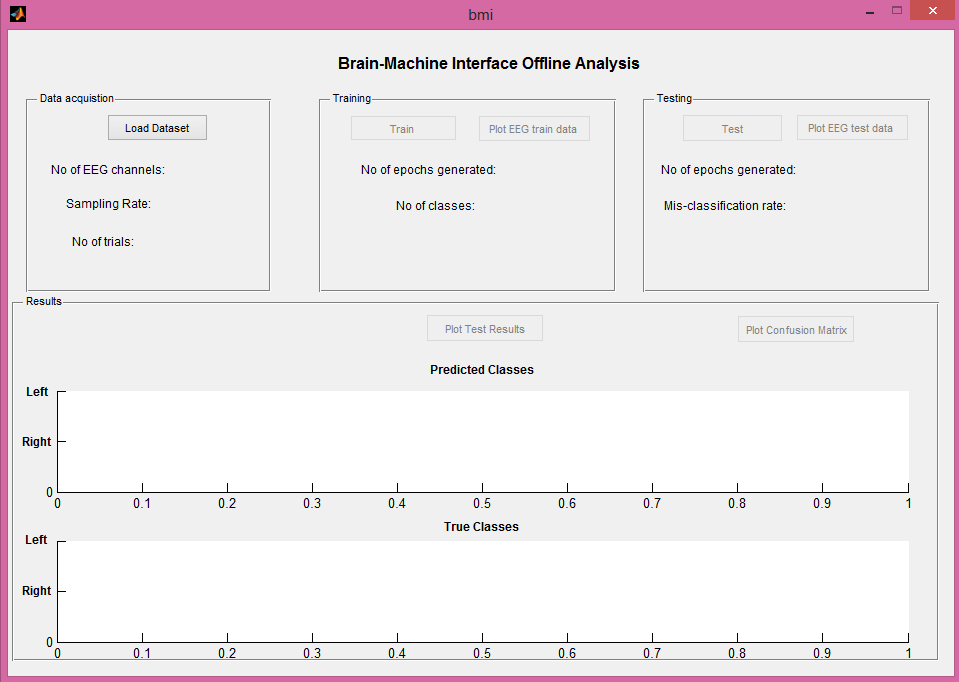 bmi
Brain-Machine Interface Offline Analysis
Data acquistion
Load Dataset
No of EEG channels:
Sampling Rate:
No of trials:
Training
Train Plot EEG train data
No of epochs generated:
No of classes:
Testing
Test Plot EEG test data
No of epochs generated:
Mis-classification rate:
Results
Plot Test Results Plot Confusion Matrix
Predicted Classes
Left
Right
0
0 0.1 0.2 0.3 0.4 0.5 0.6 0.7 0.8 0.9 1
True Classes
Left
Right
0
0 0.1 0.2 0.3 0.4 0.5 0.6 0.7 0.8 0.9 1